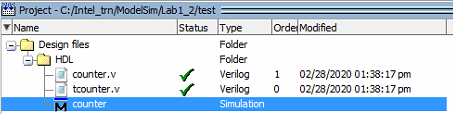 Project - C:/Intel_trn/ModelSim/Lab1_2/test
Name Status Type Order Modified
Design files Folder
HDL Folder
counter.v Verilog 1 02/28/2020 01:38:17 pm
tcounter.v Verilog 0 02/28/2020 01:38:17 pm
M counter Simulation